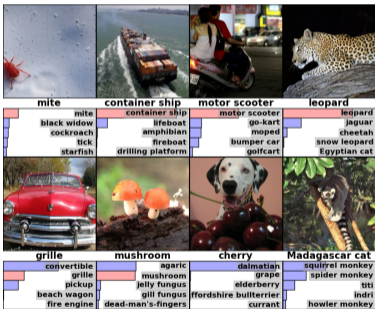 mite
container ship
motor scooter
leopard
mite
black widow
cockroach
tick
starfish
container ship
lifeboat
amphibian
fireboat
drilling platform
motor scooter
go-kart
moped
bumper car
golfcart
leopard
jaguar
cheetah
snow leopard
Egyptian cat
grille
mushroom
cherry
Madagascar cat
convertible
grille
pickup
beach wagon
fire engine
agaric
mushroom
jelly fungus
gill fungus
dead-man's-fingers
dalmatian
grape
elderberry
ffordshire bullterrier
currant
squirrel monkey
spider monkey
titi
indri
howler monkey